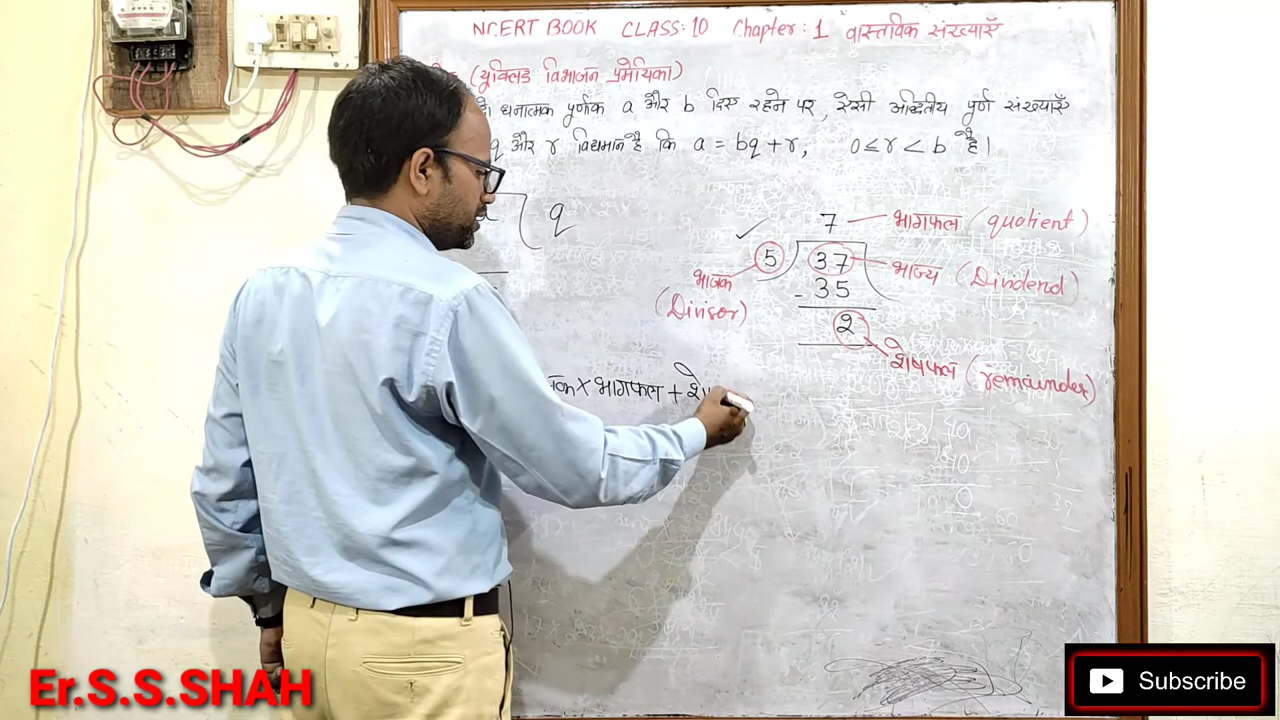 NCERT BOOK CLASS: 10 Chapter: 1 वास्तविक संख्याएँ
(युक्लिड विभाजन प्रमेयिका)
धनात्मक पूर्णांक a और b दिए रहने पर, ऐसी अद्वितीय पूर्ण संख्याएँ
q और r विद्यमान है कि a = bq + r, 0 ≤ r < b है।
q
7 — भागफल (quotient)
5 37 भाज्य (Dividend)
भाजक
(Divisor)
- 35
2
शेषफल (remainder)
भागफल +
Er.S.S.SHAH
Subscribe